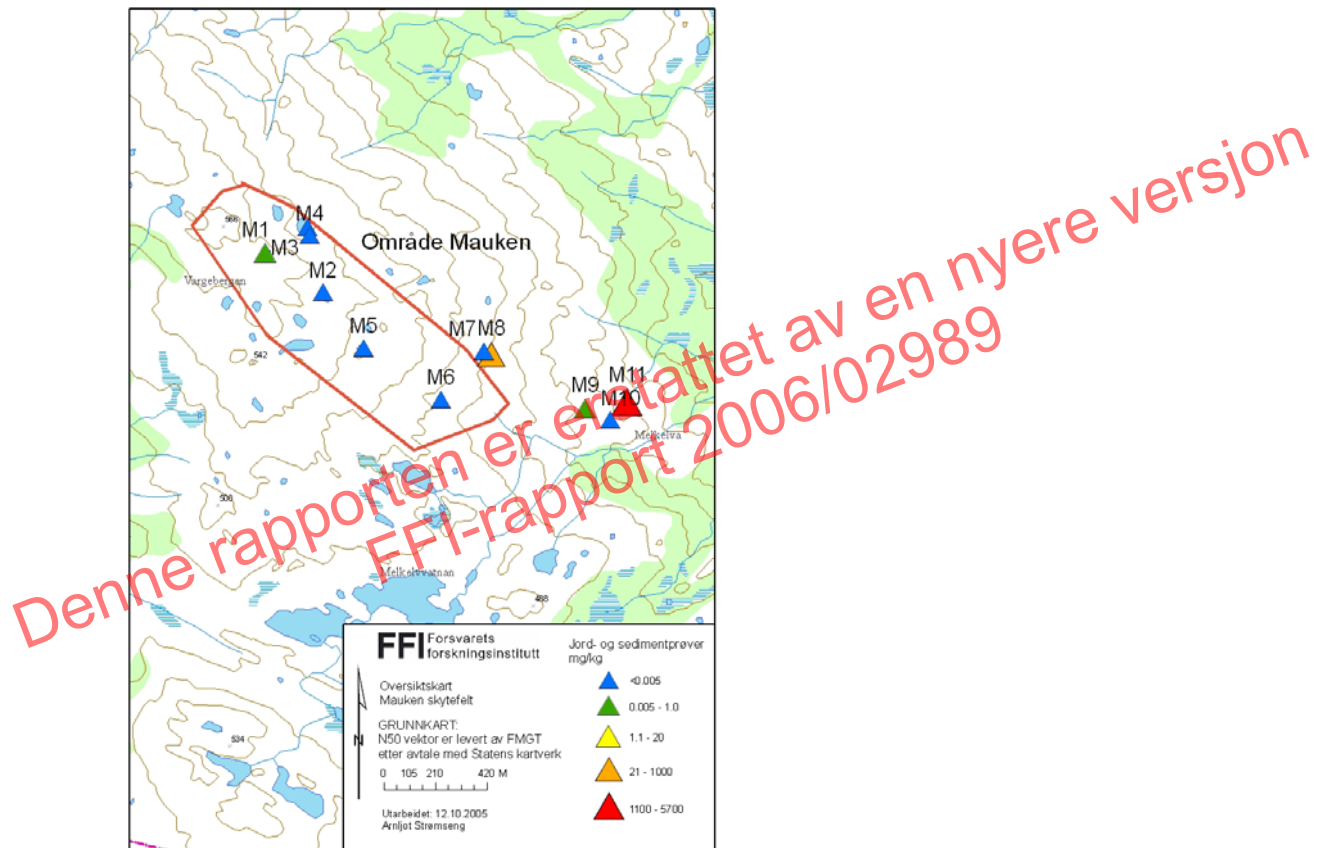 M4
566
M1
M3
Område Mauken
M2
Vargebergan
M5
M7
M8
542
M6
M11
M9
M10
Melkelva
508
Melkelvvatnan
488
534
Denne rapporten er erstattet av en nyere versjon
FFI-rapport 2006/02989
FFI Forsvarets
forskningsinstitutt
Oversiktskart
Mauken skytefelt
GRUNNKART:
N50 vektor er levert av FMGT
etter avtale med Statens kartverk
N
0 105 210 420 M
Utarbeidet: 12.10.2005
Arnljot Strømseng
Jord- og sedimentprøver
mg/kg
<0.005
0.005 - 1.0
1.1 - 20
21 - 1000
1100 - 5700